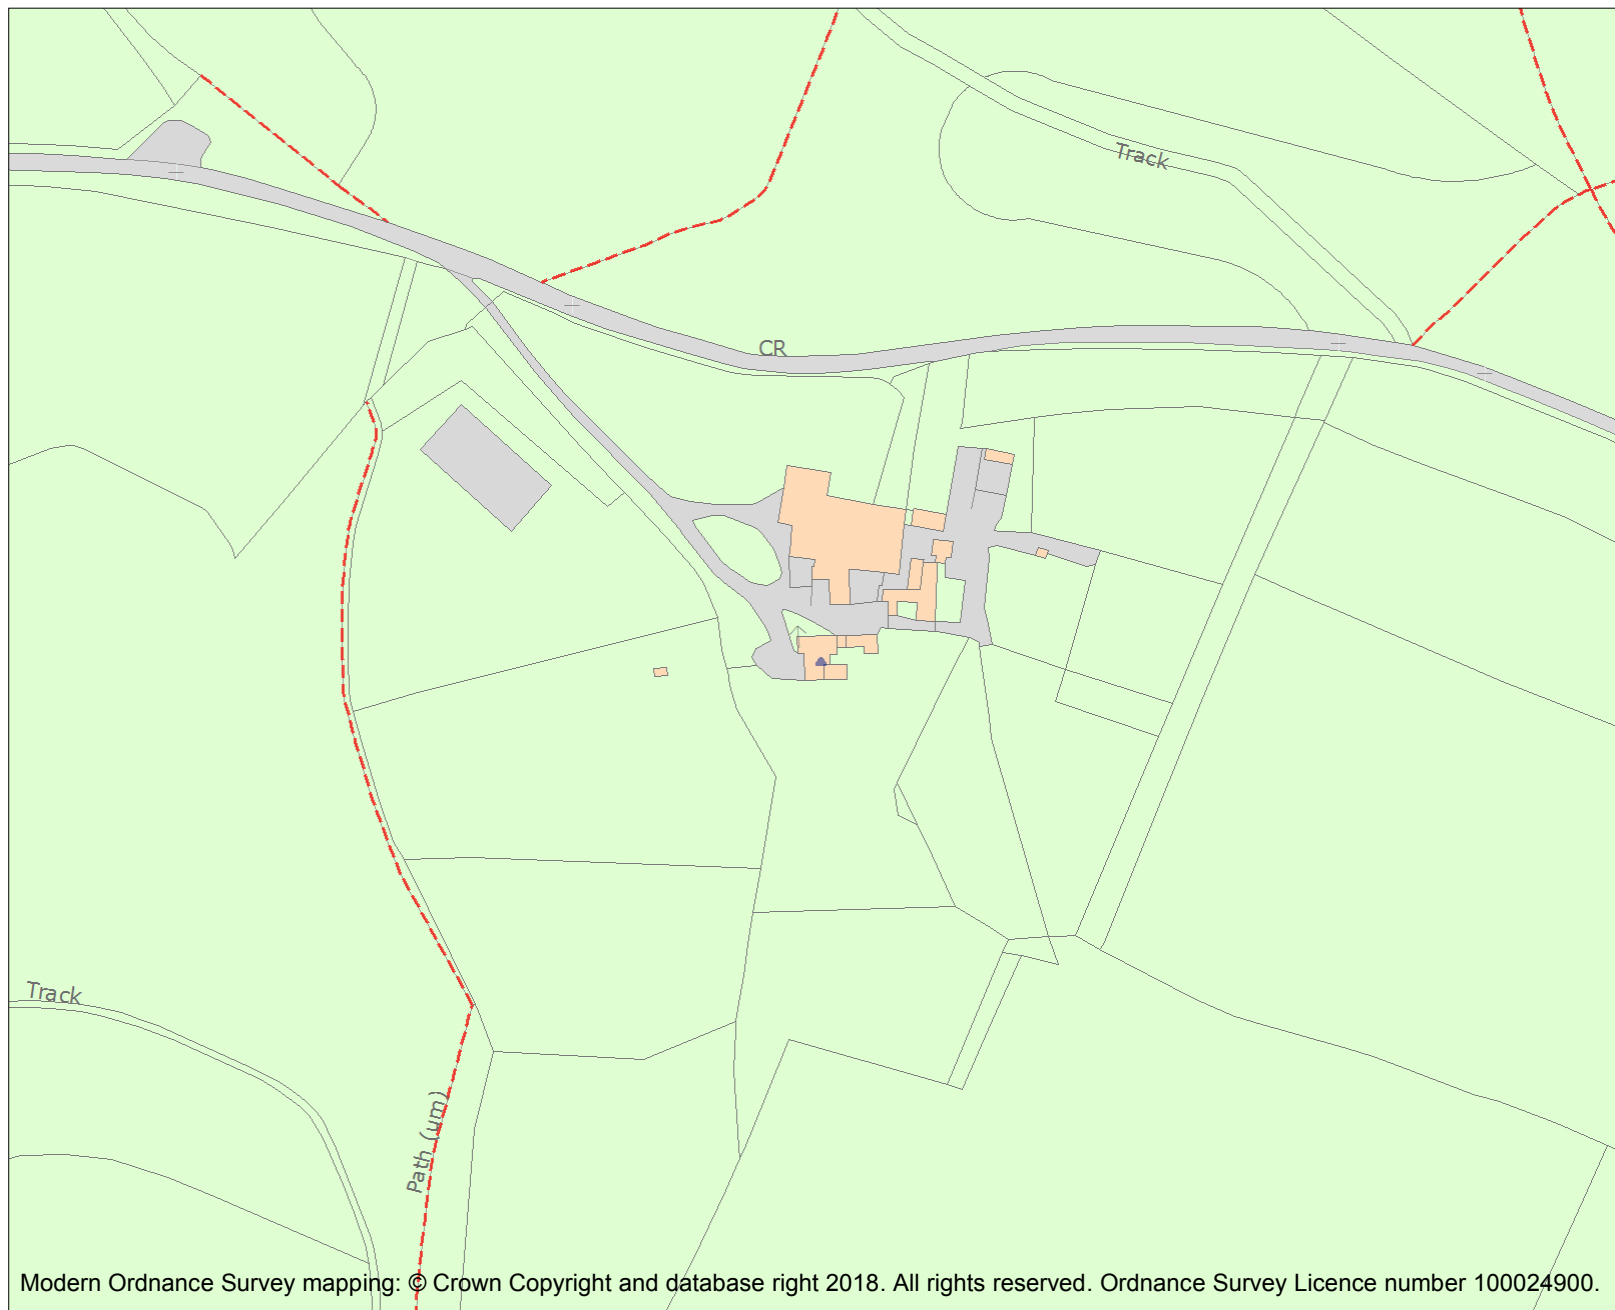 Track
CR
Track
Path (um)
Modern Ordnance Survey mapping: © Crown Copyright and database right 2018. All rights reserved. Ordnance Survey Licence number 100024900.